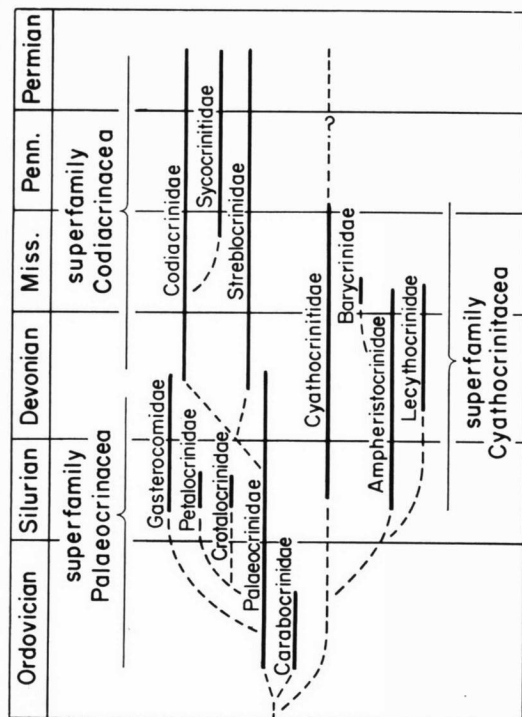 Permian
Penn.
Miss.
Devonian
Silurian
Ordovician
superfamily
Codiacrinacea
superfamily
Palaeocrinacea
Codiacrinidae
Sycocrinitidae
Streblocrinidae
Gasterocomidae
Petalocrinidae
Crotalocrinidae
Palaeocrinidae
Carabocrinidae
?
Cyathocrinitidae
Barycrinidae
Ampheristocrinidae
Lecythocrinidae
superfamily
Cyathocrinitacea